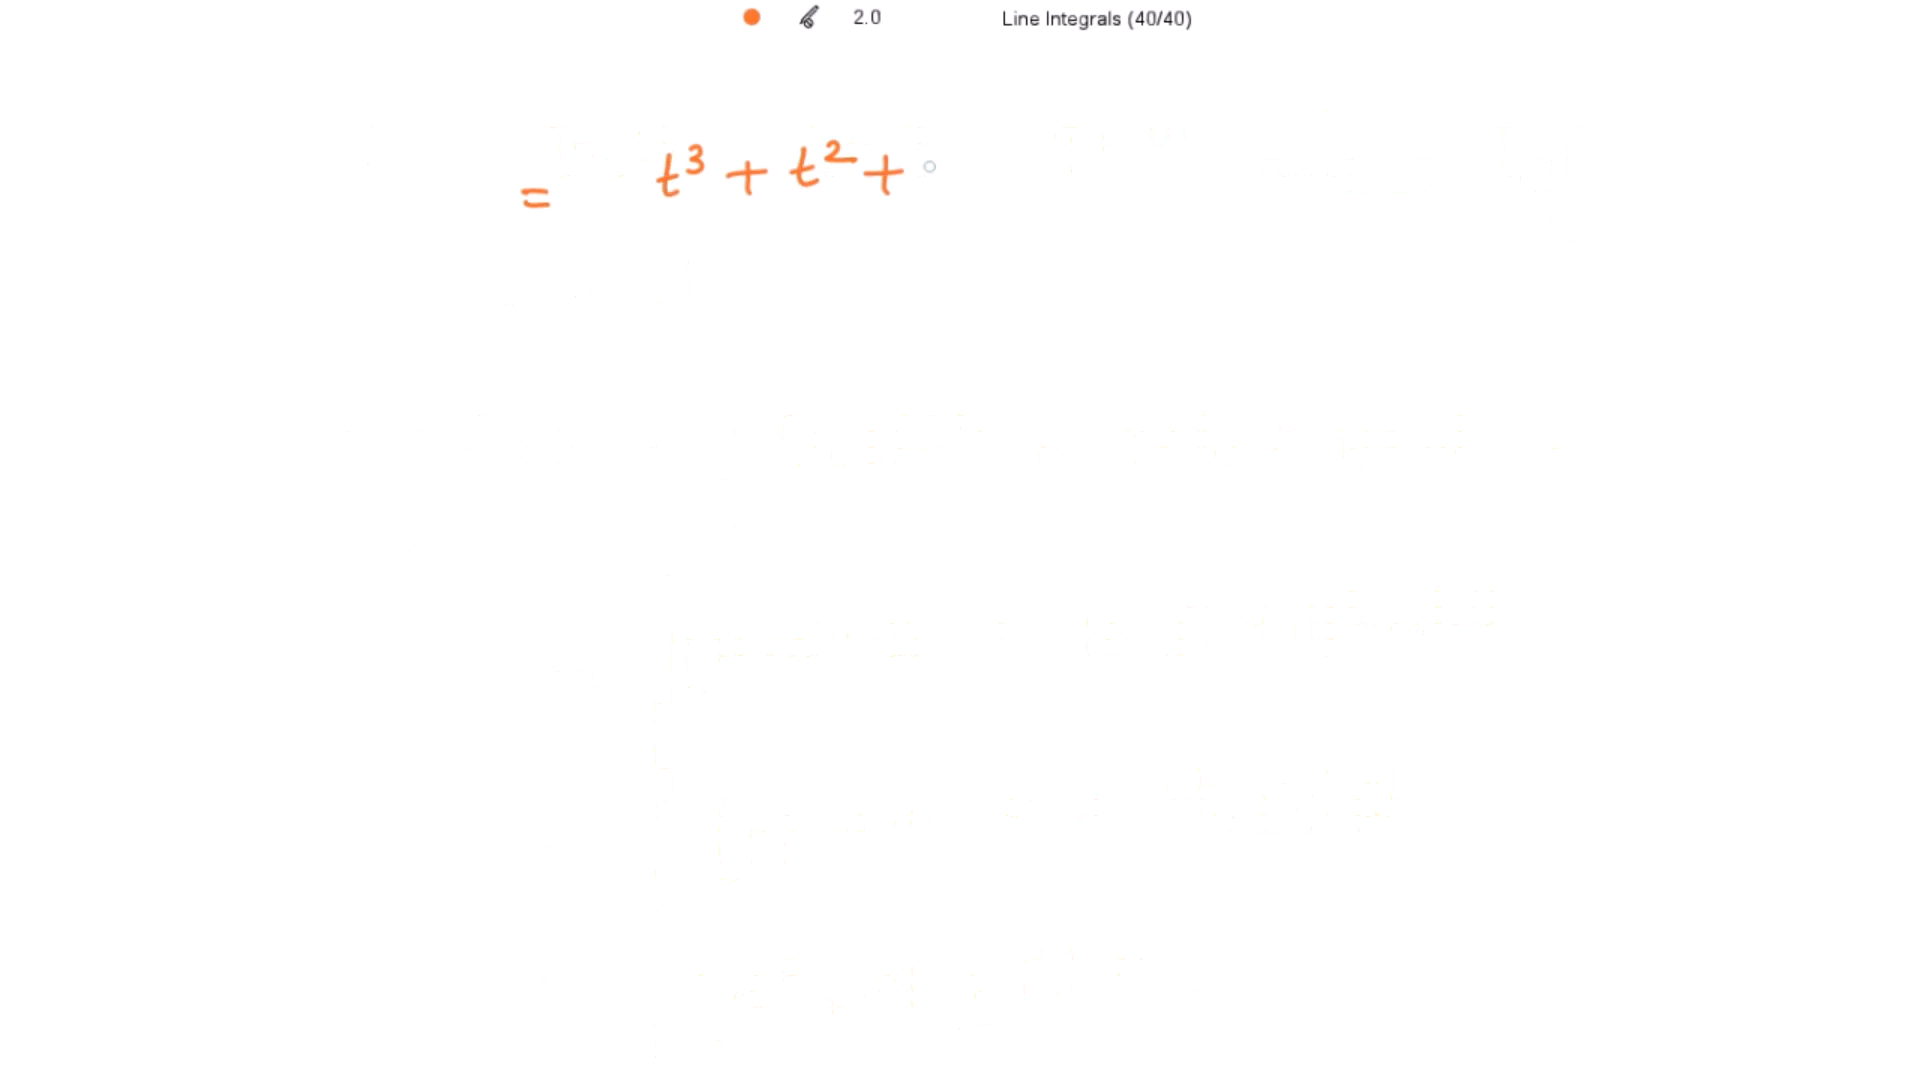 2.0 Line Integrals (40/40)
= t³ + t² +